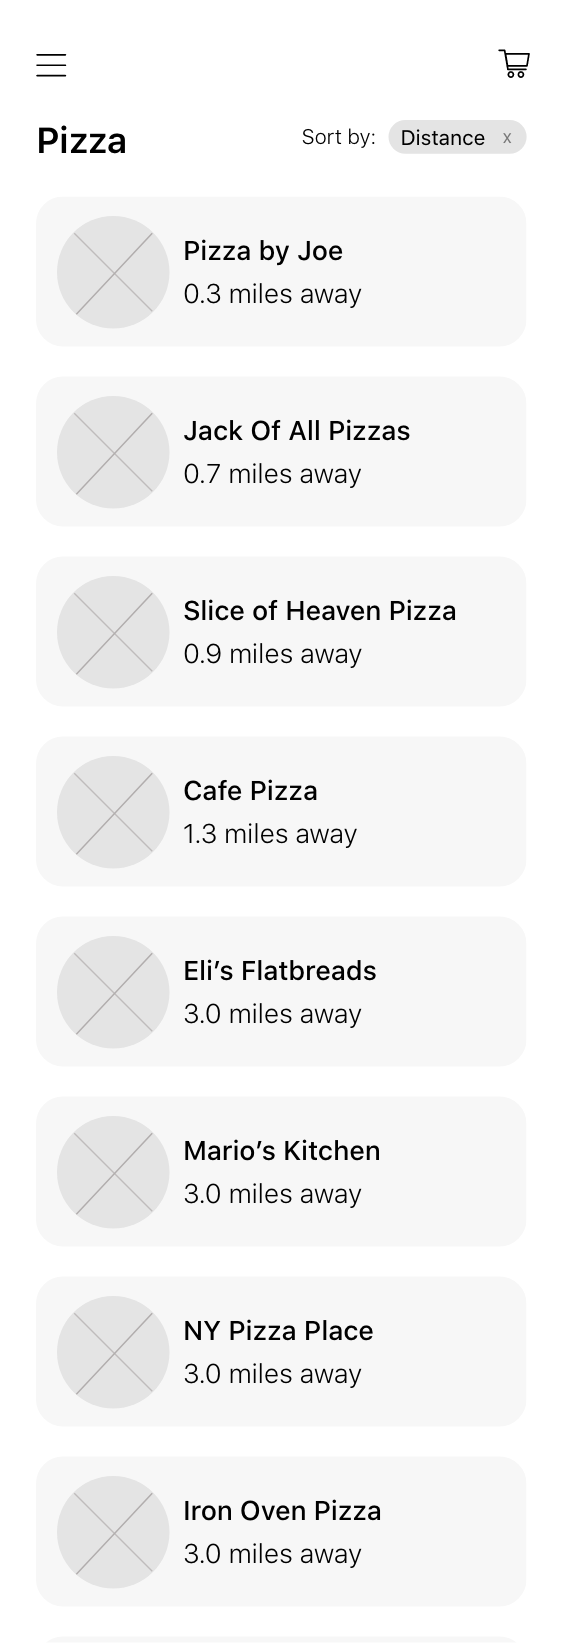 Pizza
Sort by: Distance x
Pizza by Joe
0.3 miles away
Jack Of All Pizzas
0.7 miles away
Slice of Heaven Pizza
0.9 miles away
Cafe Pizza
1.3 miles away
Eli’s Flatbreads
3.0 miles away
Mario’s Kitchen
3.0 miles away
NY Pizza Place
3.0 miles away
Iron Oven Pizza
3.0 miles away